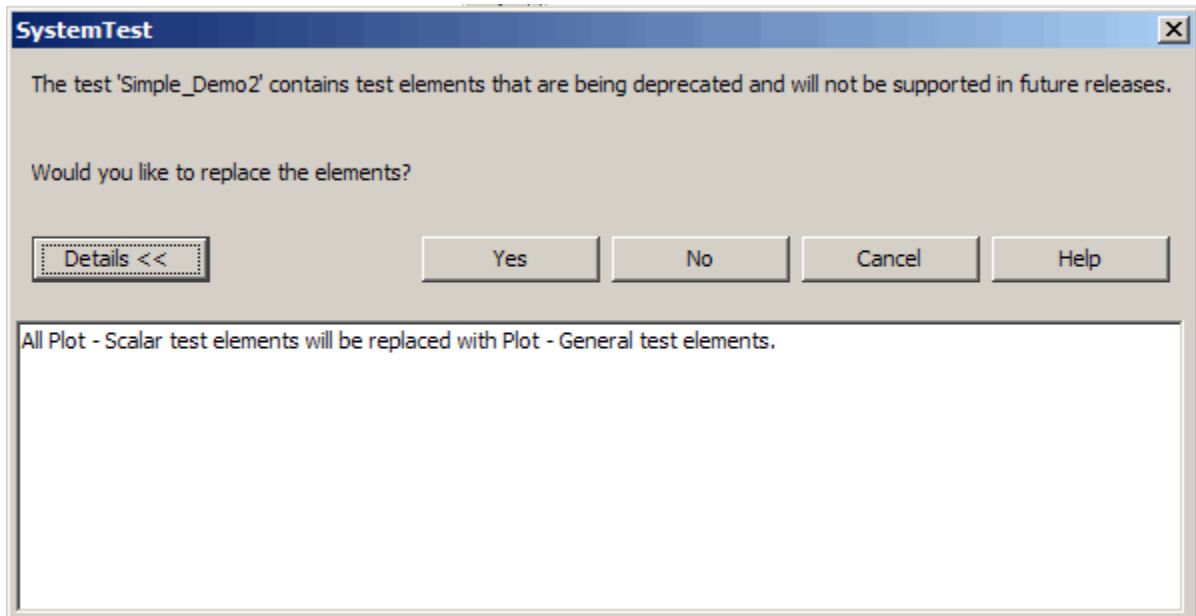 SystemTest
The test 'Simple_Demo2' contains test elements that are being deprecated and will not be supported in future releases.
Would you like to replace the elements?
Details <<
Yes
No
Cancel
Help
All Plot - Scalar test elements will be replaced with Plot - General test elements.